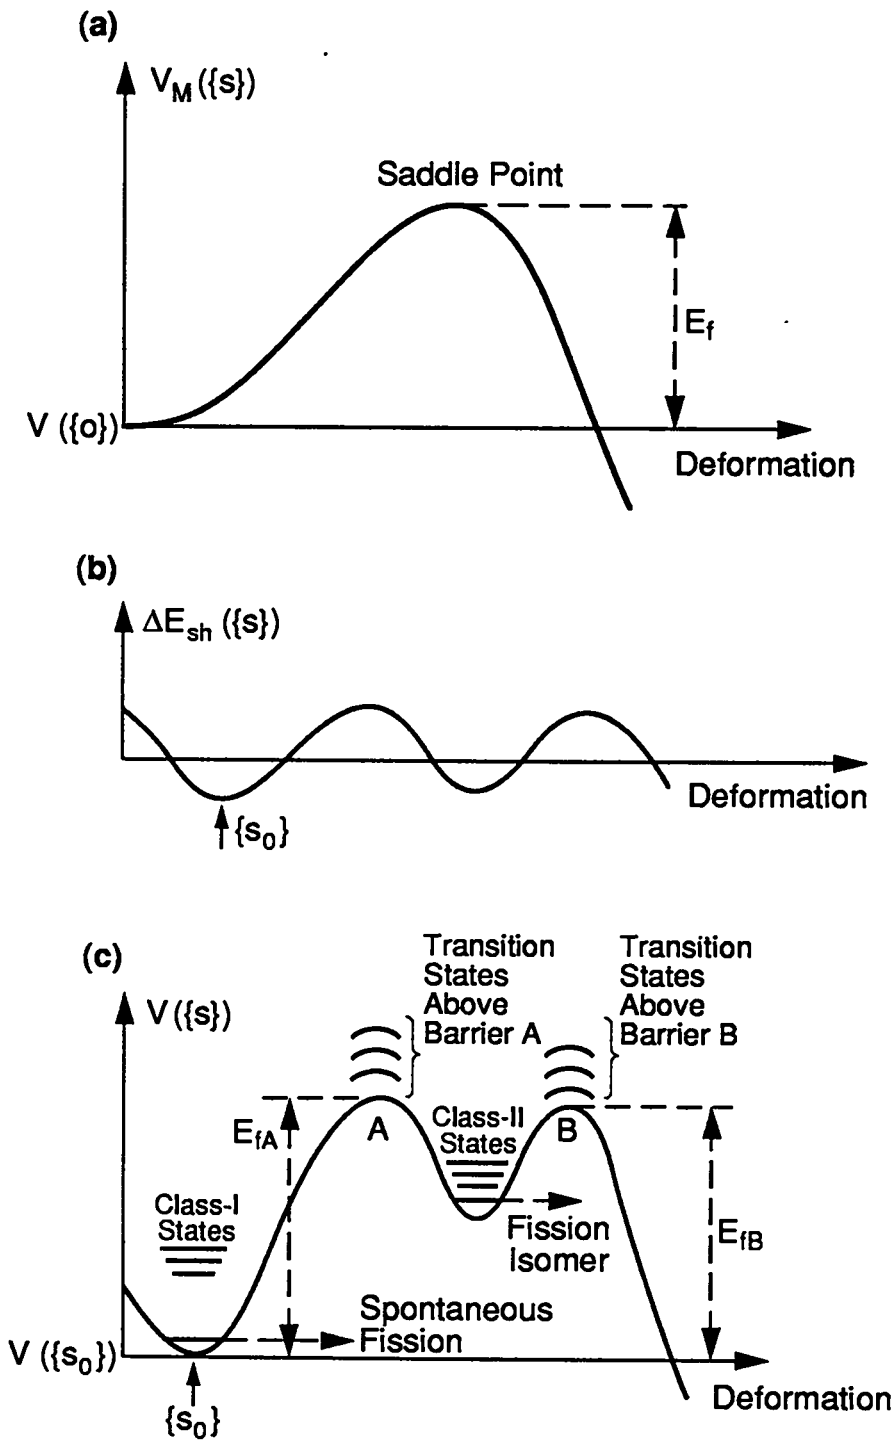 (a)
V_M ({s})
Saddle Point
E_f
V ({o})
Deformation
(b)
ΔE_sh ({s})
Deformation
{s_0}
(c)
V ({s})
Transition
States
Above
Barrier A
Transition
States
Above
Barrier B
E_fA
A
Class-II
States
B
Class-I
States
Fission
Isomer
E_fB
Spontaneous
Fission
V ({s_0})
{s_0}
Deformation